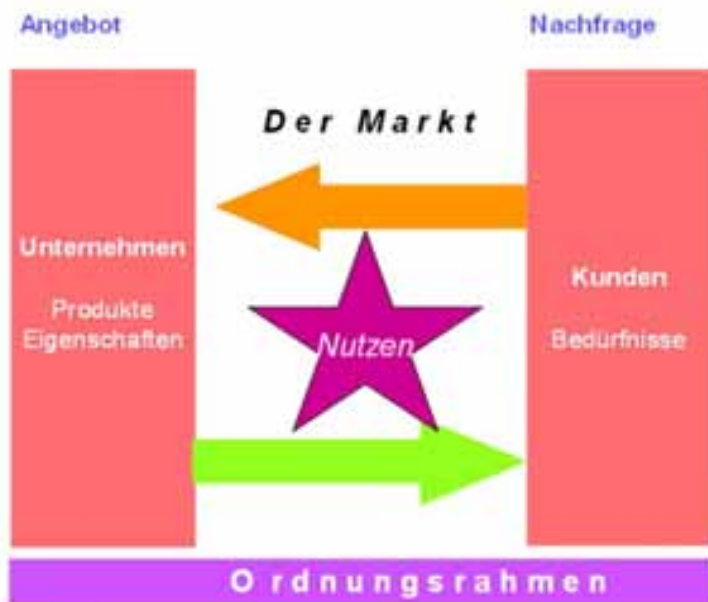 Angebot
Nachfrage
Der Markt
Unternehmen
Produkte
Eigenschaften
Nutzen
Kunden
Bedürfnisse
Ordnungsrahmen